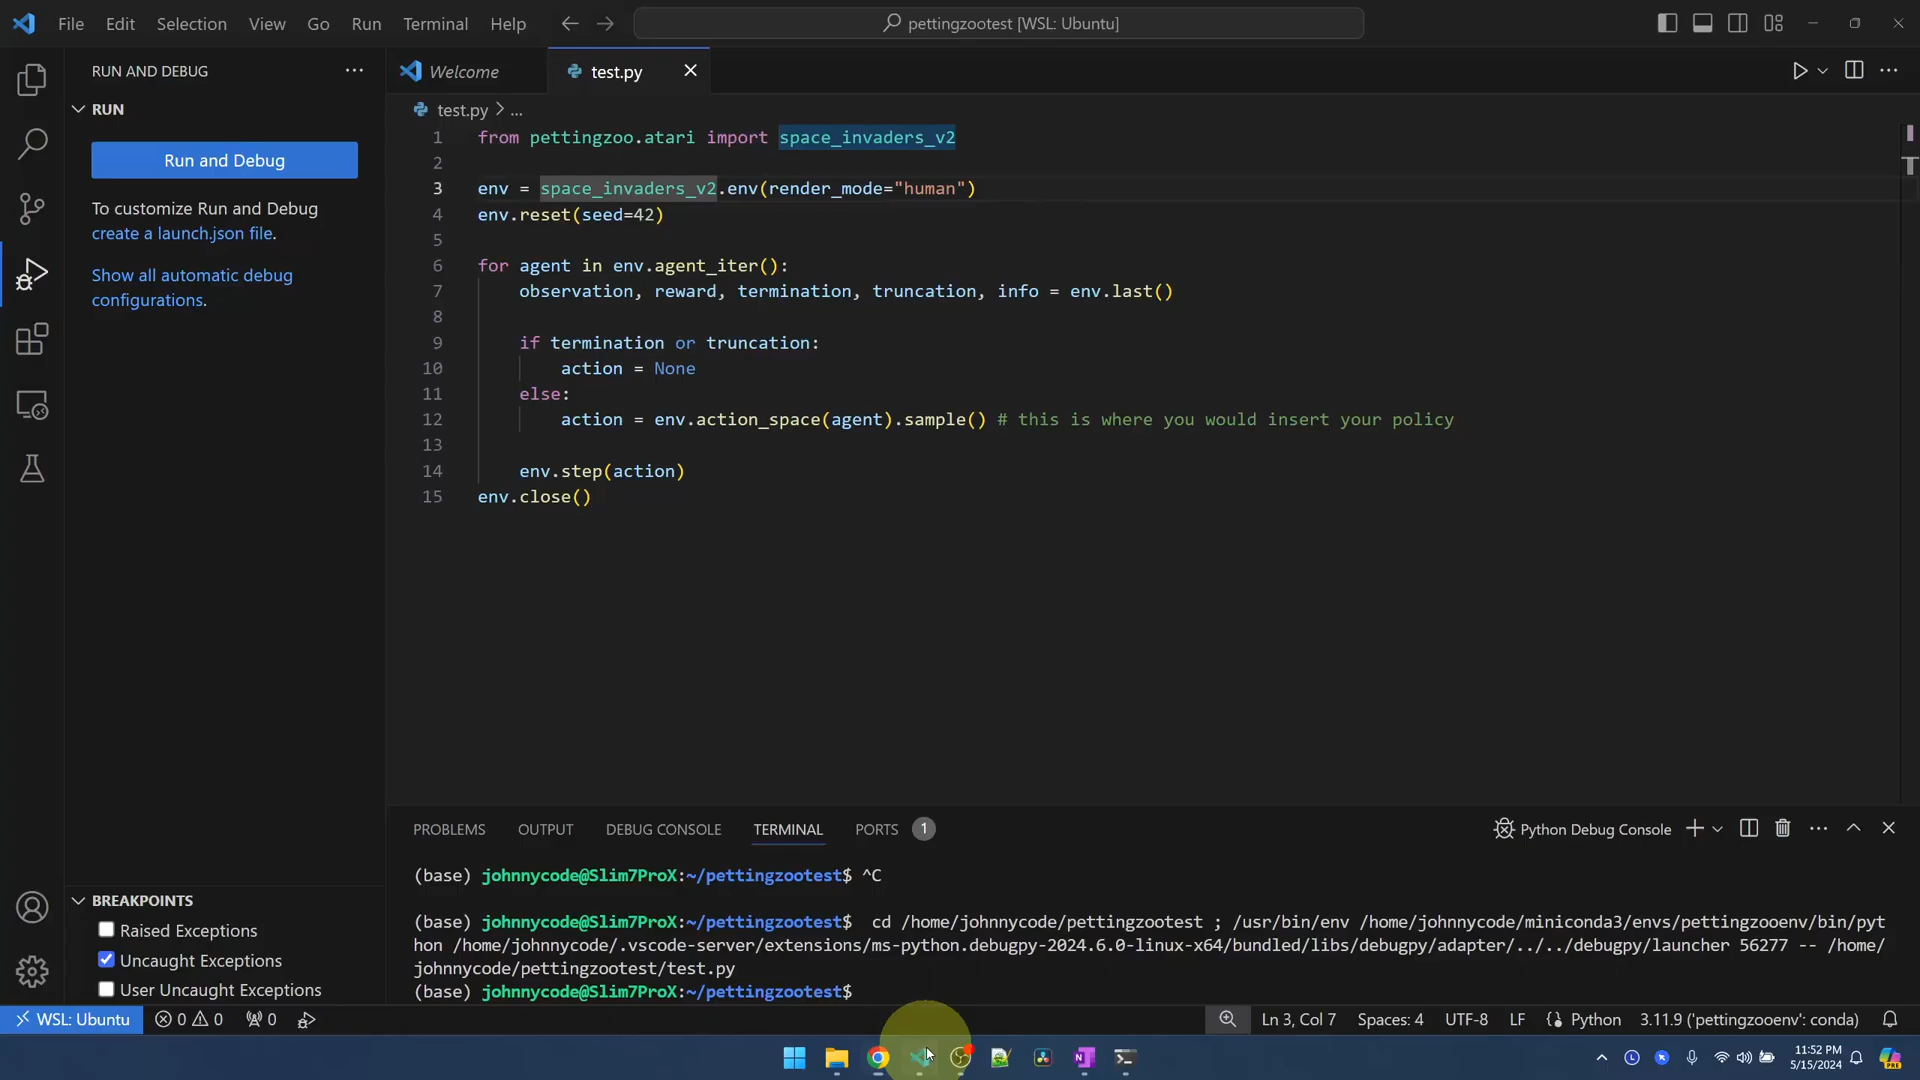 File Edit Selection View Go Run Terminal Help
pettingzootest [WSL: Ubuntu]
RUN AND DEBUG
RUN
Run and Debug
To customize Run and Debug
create a launch.json file.
Show all automatic debug
configurations.
BREAKPOINTS
Raised Exceptions
Uncaught Exceptions
User Uncaught Exceptions
Welcome
test.py
test.py > ...
1 from pettingzoo.atari import space_invaders_v2
2
3 env = space_invaders_v2.env(render_mode="human")
4 env.reset(seed=42)
5
6 for agent in env.agent_iter():
7 observation, reward, termination, truncation, info = env.last()
8
9 if termination or truncation:
10 action = None
11 else:
12 action = env.action_space(agent).sample() # this is where you would insert your policy
13
14 env.step(action)
15 env.close()
PROBLEMS OUTPUT DEBUG CONSOLE TERMINAL PORTS 1
Python Debug Console
(base) johnnycode@Slim7ProX:~/pettingzootest$ ^C
(base) johnnycode@Slim7ProX:~/pettingzootest$ cd /home/johnnycode/pettingzootest ; /usr/bin/env /home/johnnycode/miniconda3/envs/pettingzooenv/bin/pyt
hon /home/johnnycode/.vscode-server/extensions/ms-python.debugpy-2024.6.0-linux-x64/bundled/libs/debugpy/adapter/../../debugpy/launcher 56277 -- /home/
johnnycode/pettingzootest/test.py
(base) johnnycode@Slim7ProX:~/pettingzootest$
WSL: Ubuntu 0 0 0 Ln 3, Col 7 Spaces: 4 UTF-8 LF Python 3.11.9 ('pettingzooenv': conda)
11:52 PM
5/15/2024